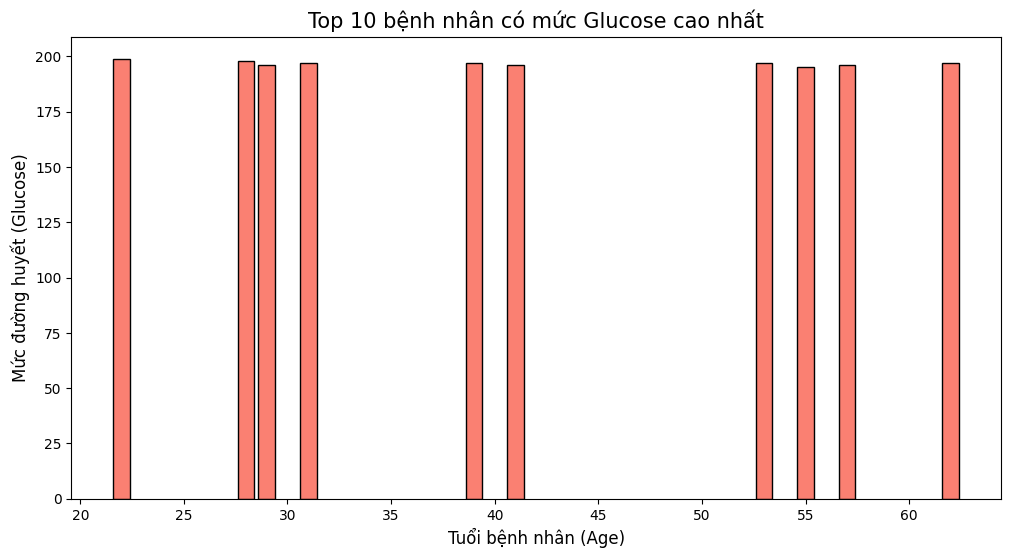 Top 10 bệnh nhân có mức Glucose cao nhất
Mức đường huyết (Glucose)
200
175
150
125
100
75
50
25
0
20 25 30 35 40 45 50 55 60
Tuổi bệnh nhân (Age)